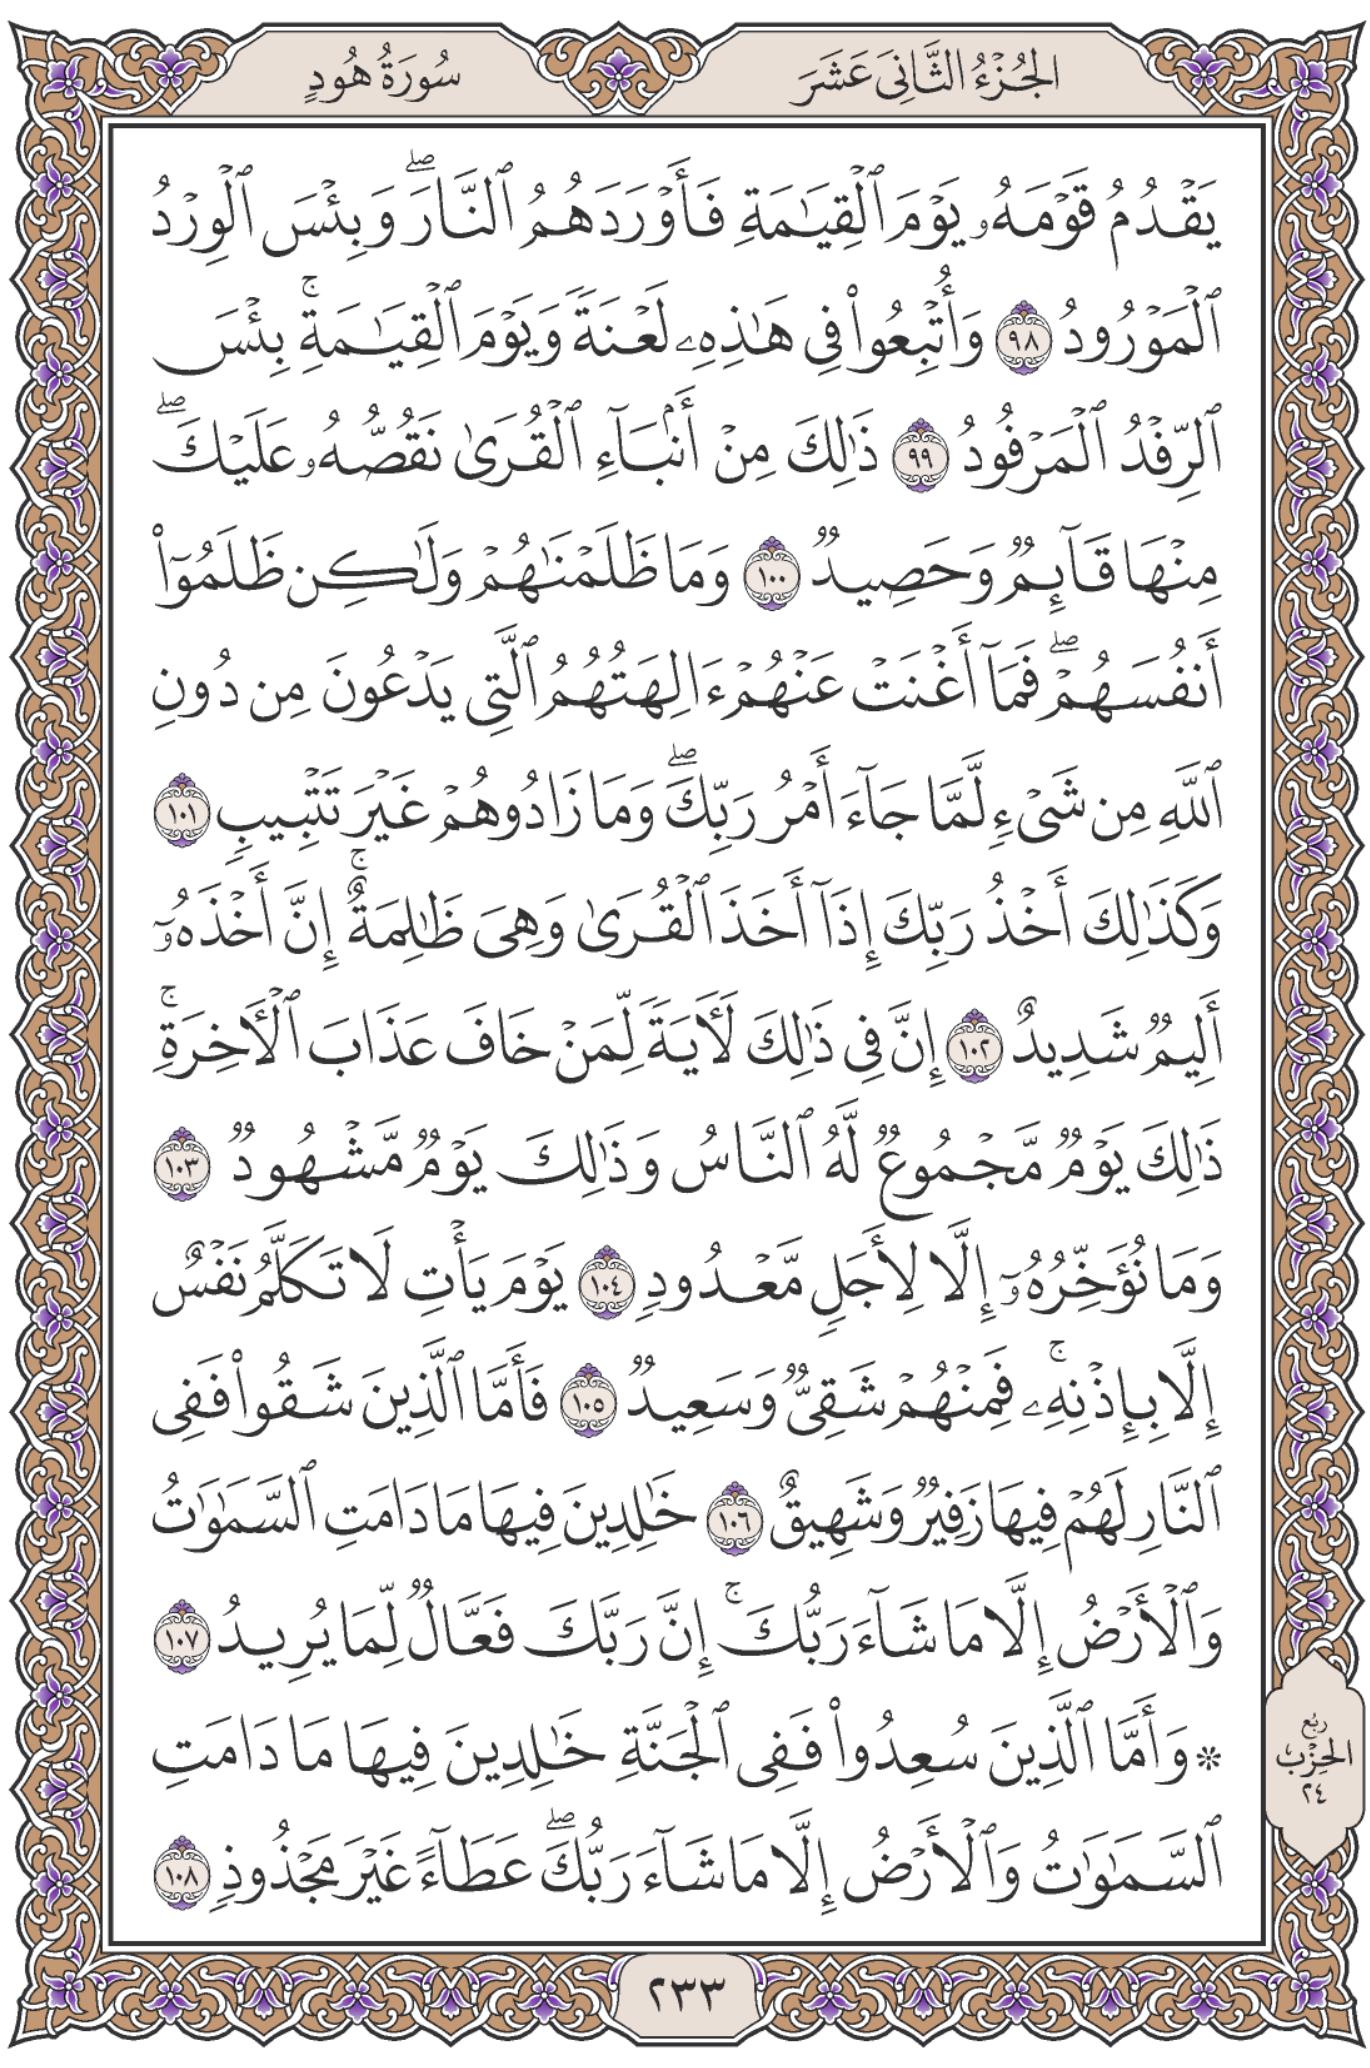 الجُزْءُ الثَّانِيَ عَشَرَ
سُورَةُ هُودٍ
يَقْدُمُ قَوْمَهُۥ يَوْمَ ٱلْقِيَـٰمَةِ فَأَوْرَدَهُمُ ٱلنَّارَ ۖ وَبِئْسَ ٱلْوِرْدُ
ٱلْمَوْرُودُ ٩٨ وَأُتْبِعُوا۟ فِى هَـٰذِهِۦ لَعْنَةً وَيَوْمَ ٱلْقِيَـٰمَةِ ۚ بِئْسَ
ٱلرِّفْدُ ٱلْمَرْفُودُ ٩٩ ذَٰلِكَ مِنْ أَنۢبَآءِ ٱلْقُرَىٰ نَقُصُّهُۥ عَلَيْكَ ۖ
مِنْهَا قَآئِمٌ وَحَصِيدٌ ١٠٠ وَمَا ظَلَمْنَـٰهُمْ وَلَـٰكِن ظَلَمُوٓا۟
أَنفُسَهُمْ ۖ فَمَآ أَغْنَتْ عَنْهُمْ ءَالِهَتُهُمُ ٱلَّتِى يَدْعُونَ مِن دُونِ
ٱللَّهِ مِن شَىْءٍ لَّمَّا جَآءَ أَمْرُ رَبِّكَ ۖ وَمَا زَادُوهُمْ غَيْرَ تَتْبِيبٍ ١٠١
وَكَذَٰلِكَ أَخْذُ رَبِّكَ إِذَآ أَخَذَ ٱلْقُرَىٰ وَهِىَ ظَـٰلِمَةٌ ۚ إِنَّ أَخْذَهُۥٓ
أَلِيمٌ شَدِيدٌ ١٠٢ إِنَّ فِى ذَٰلِكَ لَـَٔايَةً لِّمَنْ خَافَ عَذَابَ ٱلْـَٔاخِرَةِ ۚ
ذَٰلِكَ يَوْمٌ مَّجْمُوعٌ لَّهُ ٱلنَّاسُ وَذَٰلِكَ يَوْمٌ مَّشْهُودٌ ١٠٣
وَمَا نُؤَخِّرُهُۥٓ إِلَّا لِأَجَلٍ مَّعْدُودٍ ١٠٤ يَوْمَ يَأْتِ لَا تَكَلَّمُ نَفْسٌ
إِلَّا بِإِذْنِهِۦ ۚ فَمِنْهُمْ شَقِىٌّ وَسَعِيدٌ ١٠٥ فَأَمَّا ٱلَّذِينَ شَقُوا۟ فَفِى
ٱلنَّارِ لَهُمْ فِيهَا زَفِيرٌ وَشَهِيقٌ ١٠٦ خَـٰلِدِينَ فِيهَا مَا دَامَتِ ٱلسَّمَـٰوَٰتُ
وَٱلْأَرْضُ إِلَّا مَا شَآءَ رَبُّكَ ۚ إِنَّ رَبَّكَ فَعَّالٌ لِّمَا يُرِيدُ ١٠٧
* وَأَمَّا ٱلَّذِينَ سُعِدُوا۟ فَفِى ٱلْجَنَّةِ خَـٰلِدِينَ فِيهَا مَا دَامَتِ
ٱلسَّمَـٰوَٰتُ وَٱلْأَرْضُ إِلَّا مَا شَآءَ رَبُّكَ ۖ عَطَآءً غَيْرَ مَجْذُوذٍ ١٠٨
ربع
الحِزْب
٢٤
٢٣٣